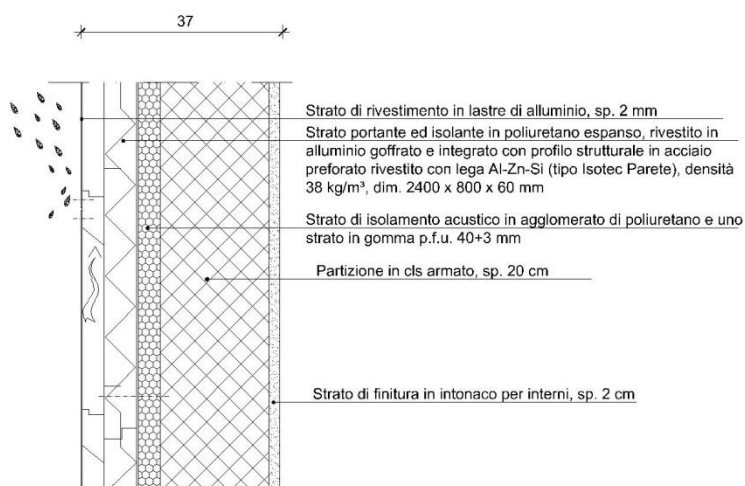 37
Strato di rivestimento in lastre di alluminio, sp. 2 mm
Strato portante ed isolante in poliuretano espanso, rivestito in
alluminio goffrato e integrato con profilo strutturale in acciaio
preforato rivestito con lega Al-Zn-Si (tipo Isotec Parete), densità
38 kg/m³, dim. 2400 x 800 x 60 mm
Strato di isolamento acustico in agglomerato di poliuretano e uno
strato in gomma p.f.u. 40+3 mm
Partizione in cls armato, sp. 20 cm
Strato di finitura in intonaco per interni, sp. 2 cm